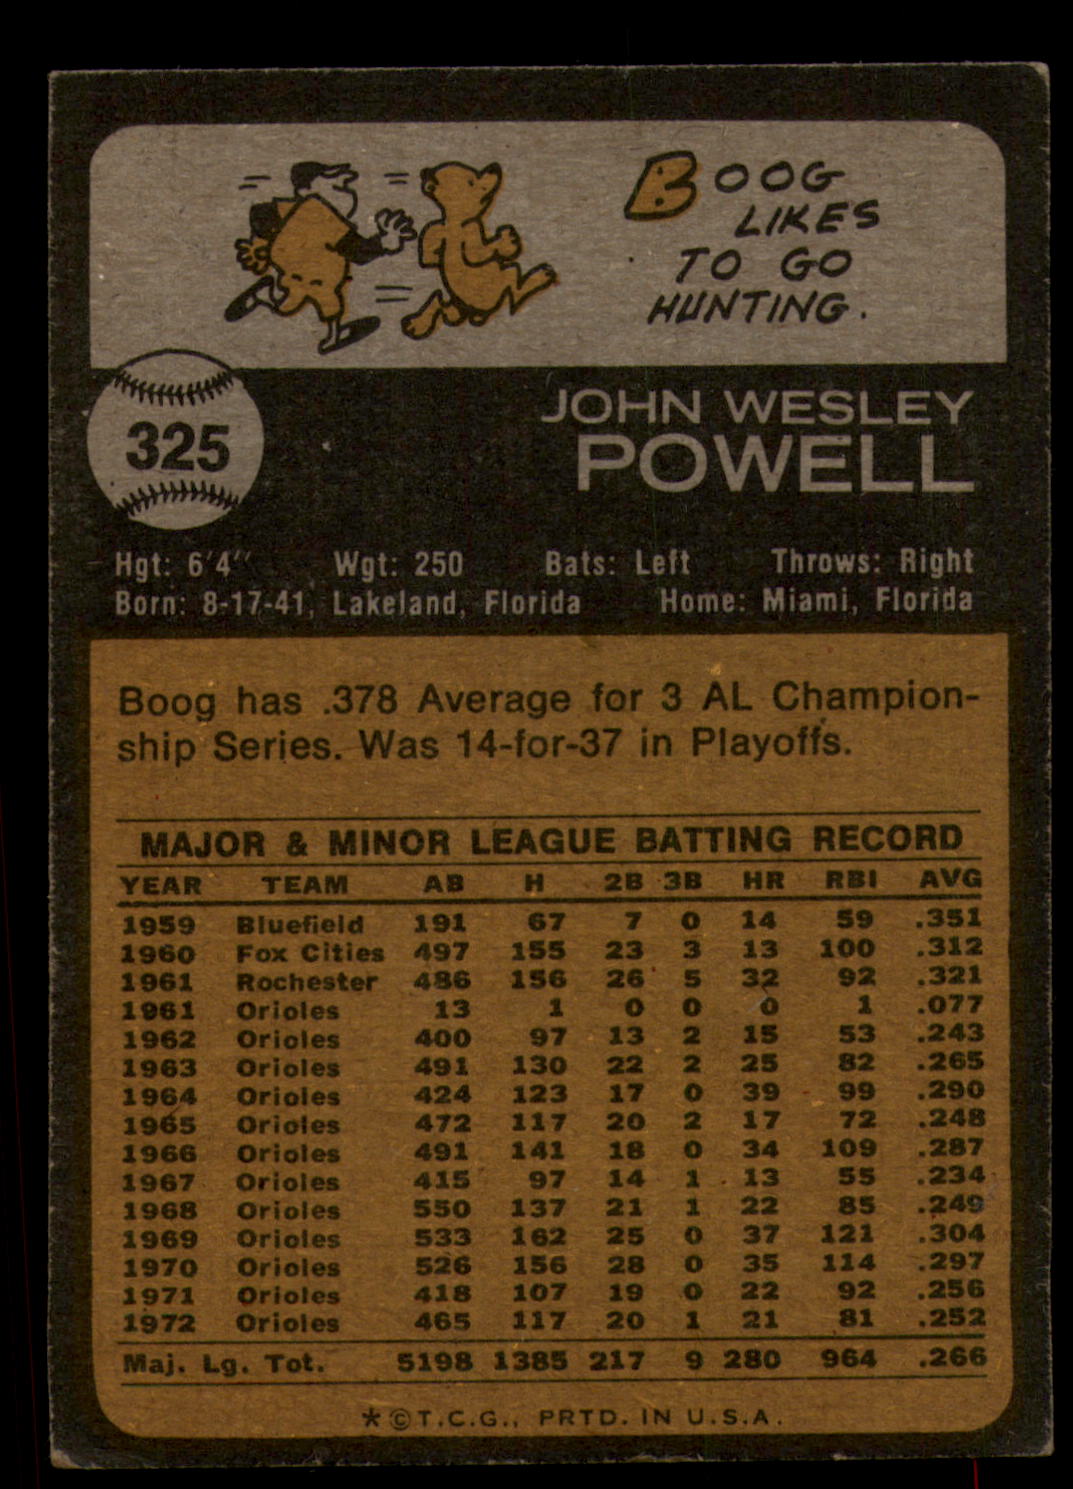 BOOG
LIKES
TO GO
HUNTING.
325
JOHN WESLEY
POWELL
Hgt: 6'4" Wgt: 250 Bats: Left Throws: Right
Born: 8-17-41, Lakeland, Florida Home: Miami, Florida
Boog has .378 Average for 3 AL Champion-
ship Series. Was 14-for-37 in Playoffs.
MAJOR & MINOR LEAGUE BATTING RECORD
YEAR TEAM AB H 2B 3B HR RBI AVG
1959 Bluefield 191 67 7 0 14 59 .351
1960 Fox Cities 497 155 23 3 13 100 .312
1961 Rochester 486 156 26 5 32 92 .321
1961 Orioles 13 1 0 0 0 1 .077
1962 Orioles 400 97 13 2 15 53 .243
1963 Orioles 491 130 22 2 25 82 .265
1964 Orioles 424 123 17 0 39 99 .290
1965 Orioles 472 117 20 2 17 72 .248
1966 Orioles 491 141 18 0 34 109 .287
1967 Orioles 415 97 14 1 13 55 .234
1968 Orioles 550 137 21 1 22 85 .249
1969 Orioles 533 162 25 0 37 121 .304
1970 Orioles 526 156 28 0 35 114 .297
1971 Orioles 418 107 19 0 22 92 .256
1972 Orioles 465 117 20 1 21 81 .252
Maj. Lg. Tot. 5198 1385 217 9 280 964 .266
*©T.C.G., PRTD. IN U.S.A.